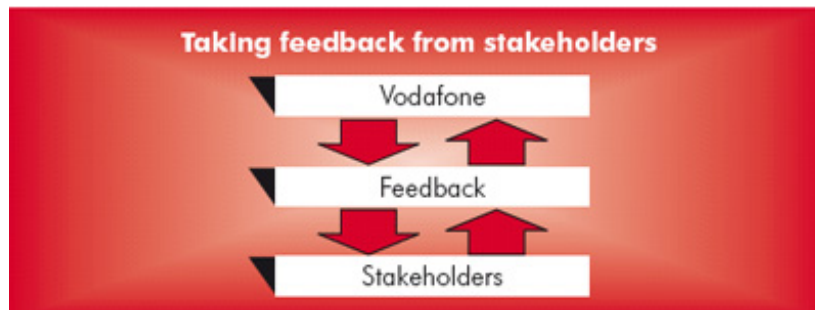 Taking feedback from stakeholders
Vodafone
Feedback
Stakeholders